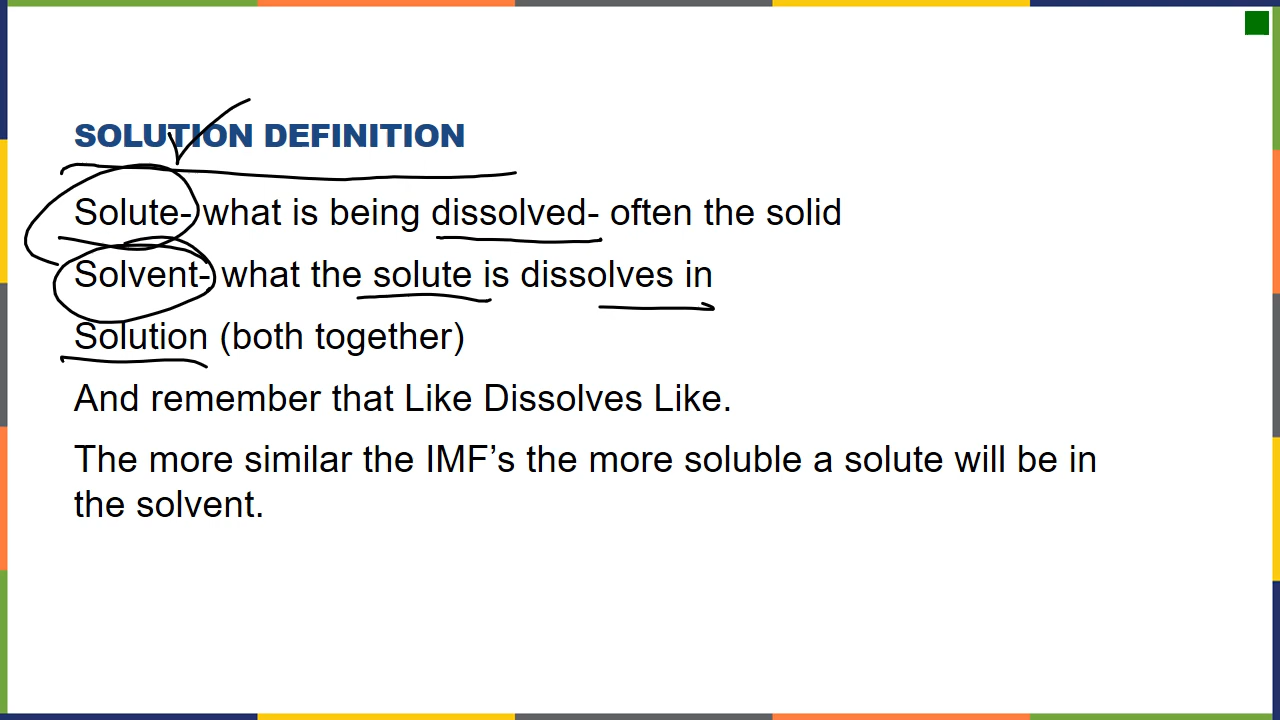 SOLUTION DEFINITION
Solute- what is being dissolved- often the solid
Solvent- what the solute is dissolves in
Solution (both together)
And remember that Like Dissolves Like.
The more similar the IMF’s the more soluble a solute will be in
the solvent.